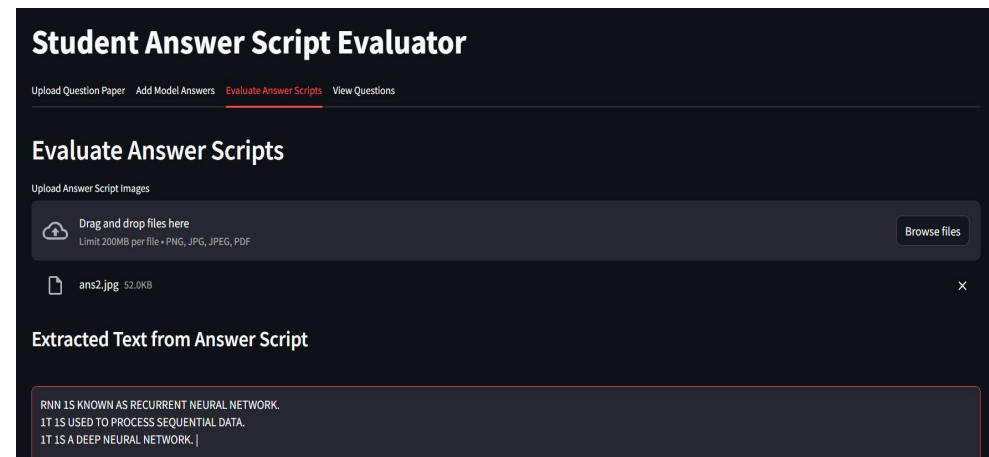 Student Answer Script Evaluator
Upload Question Paper Add Model Answers Evaluate Answer Scripts View Questions
Evaluate Answer Scripts
Upload Answer Script Images
Drag and drop files here
Limit 200MB per file • PNG, JPG, JPEG, PDF
Browse files
ans2.jpg 52.0KB
Extracted Text from Answer Script
RNN 1S KNOWN AS RECURRENT NEURAL NETWORK.
1T 1S USED TO PROCESS SEQUENTIAL DATA.
1T 1S A DEEP NEURAL NETWORK. |